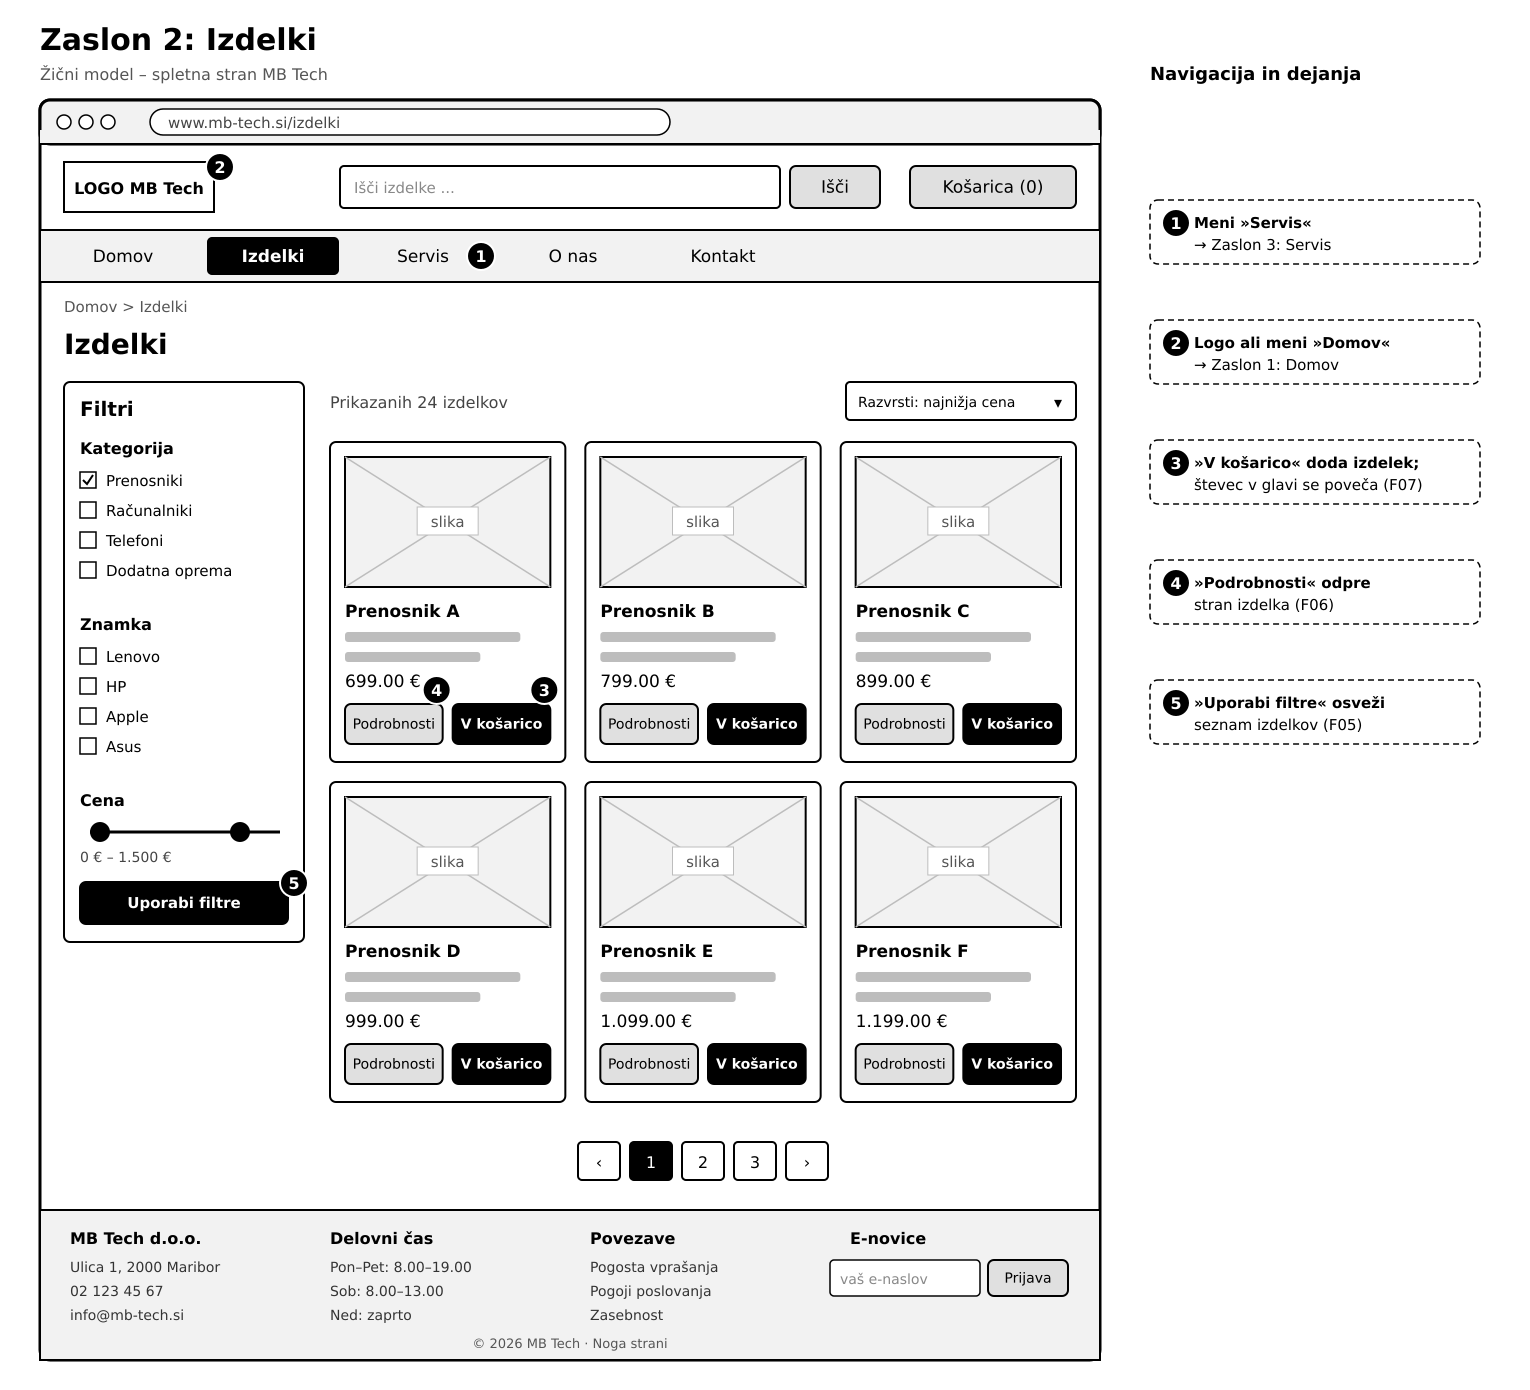 Zaslon 2: Izdelki
Žični model – spletna stran MB Tech
www.mb-tech.si/izdelki
LOGO MB Tech
2
Išči izdelke ...
Išči
Košarica (0)
Domov
Izdelki
Servis
1
O nas
Kontakt
Domov > Izdelki
Izdelki
Filtri
Kategorija
Prenosniki
Računalniki
Telefoni
Dodatna oprema
Znamka
Lenovo
HP
Apple
Asus
Cena
0 € – 1.500 €
5
Uporabi filtre
Prikazanih 24 izdelkov
Razvrsti: najnižja cena ▾
slika
Prenosnik A
699.00 €
4
3
Podrobnosti
V košarico
slika
Prenosnik B
799.00 €
Podrobnosti
V košarico
slika
Prenosnik C
899.00 €
Podrobnosti
V košarico
slika
Prenosnik D
999.00 €
Podrobnosti
V košarico
slika
Prenosnik E
1.099.00 €
Podrobnosti
V košarico
slika
Prenosnik F
1.199.00 €
Podrobnosti
V košarico
‹
1
2
3
›
MB Tech d.o.o.
Ulica 1, 2000 Maribor
02 123 45 67
info@mb-tech.si
Delovni čas
Pon–Pet: 8.00–19.00
Sob: 8.00–13.00
Ned: zaprto
Povezave
Pogosta vprašanja
Pogoji poslovanja
Zasebnost
E-novice
vaš e-naslov
Prijava
© 2026 MB Tech · Noga strani
Navigacija in dejanja
1 Meni »Servis«
→ Zaslon 3: Servis
2 Logo ali meni »Domov«
→ Zaslon 1: Domov
3 »V košarico« doda izdelek;
števec v glavi se poveča (F07)
4 »Podrobnosti« odpre
stran izdelka (F06)
5 »Uporabi filtre« osveži
seznam izdelkov (F05)